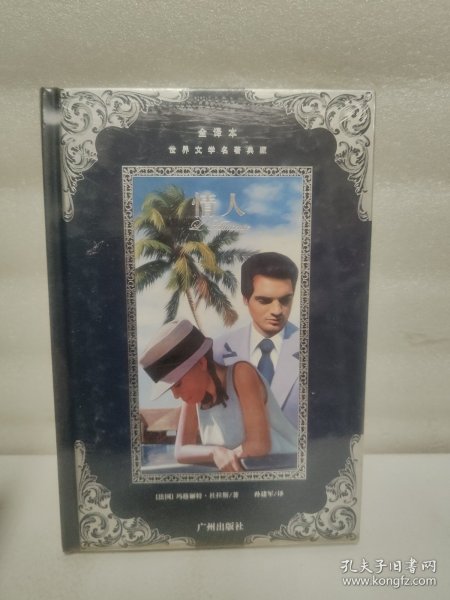 金译本
世界文学名著典藏
情人
[法国]玛格丽特·杜拉斯/著 孙建军/译
广州出版社
孔夫子旧书网
www.kongfz.com